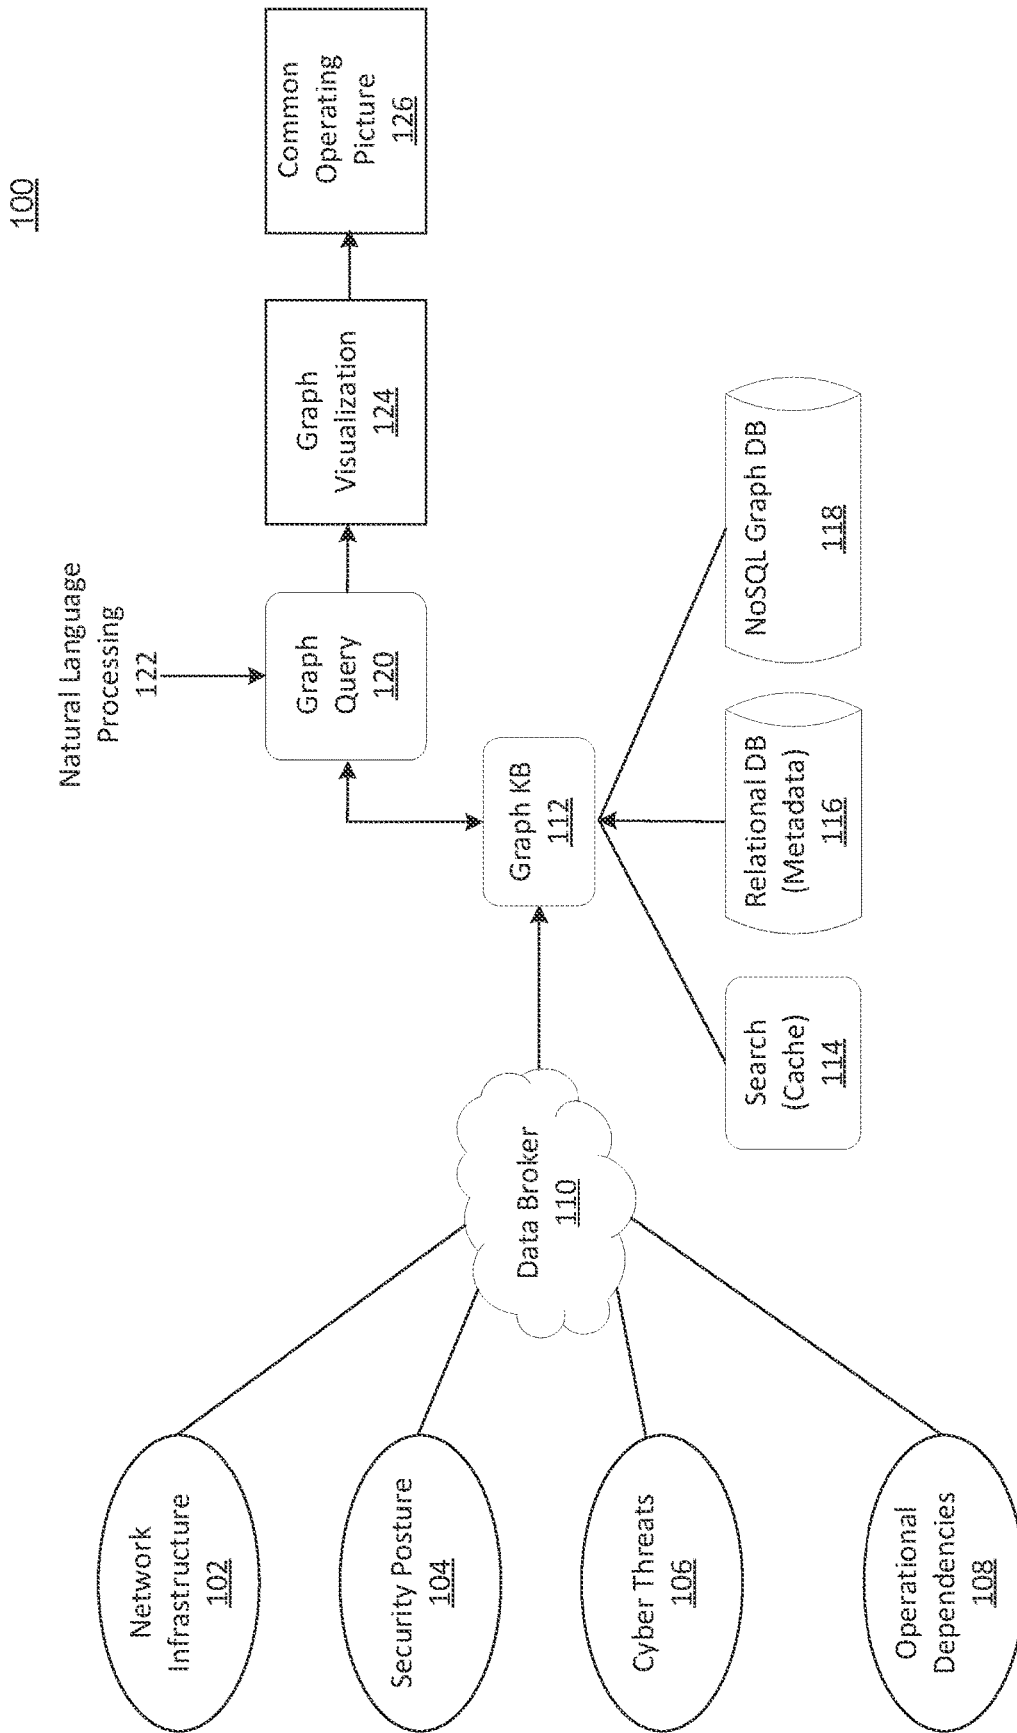 100
Network
Infrastructure
102
Security Posture
104
Cyber Threats
106
Operational
Dependencies
108
Data Broker
110
Graph KB
112
Search
(Cache)
114
Relational DB
(Metadata)
116
NoSQL Graph DB
118
Natural Language
Processing
122
Graph
Query
120
Graph
Visualization
124
Common
Operating
Picture
126